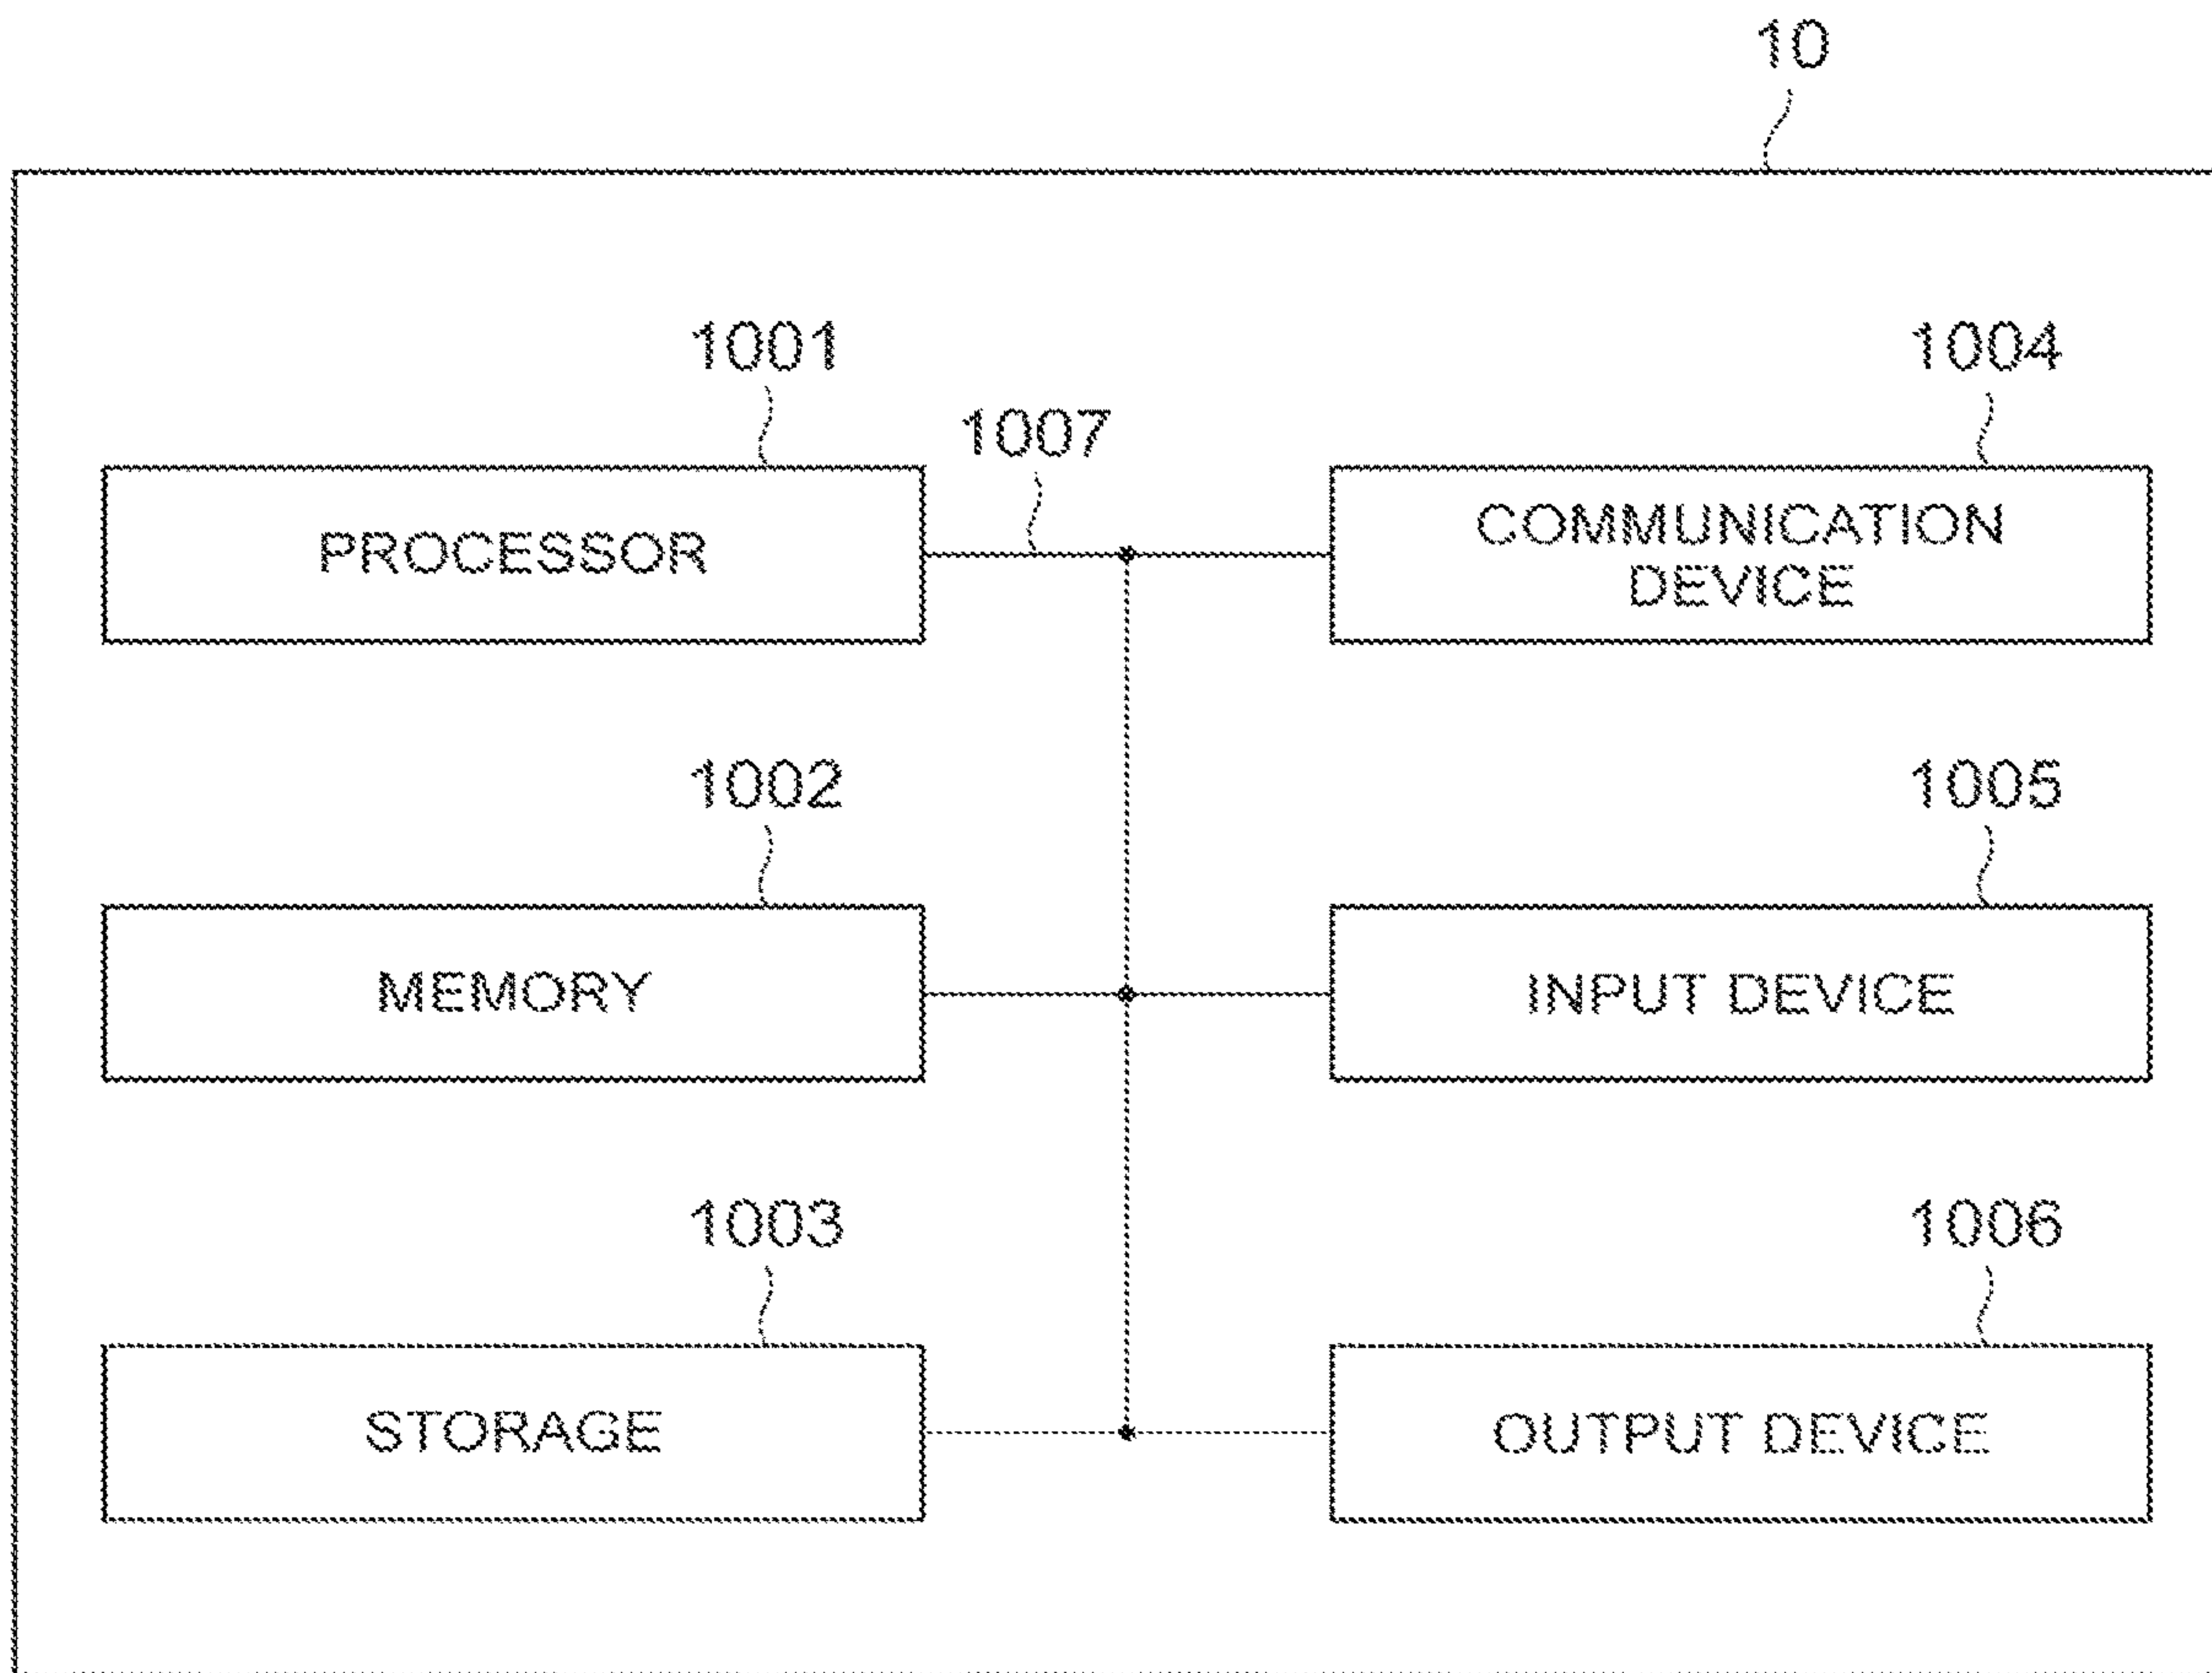 10
1001
1004
1007
PROCESSOR
COMMUNICATION
DEVICE
1002
1005
MEMORY
INPUT DEVICE
1003
1006
STORAGE
OUTPUT DEVICE